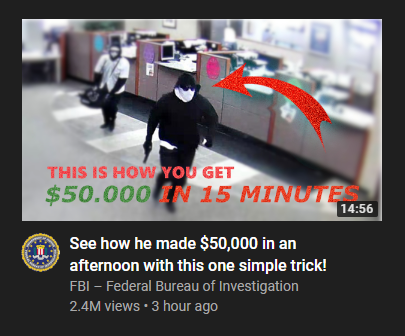 THIS IS HOW YOU GET
$50.000 IN 15 MINUTES
14:56
See how he made $50,000 in an
afternoon with this one simple trick!
FBI – Federal Bureau of Investigation
2.4M views • 3 hour ago